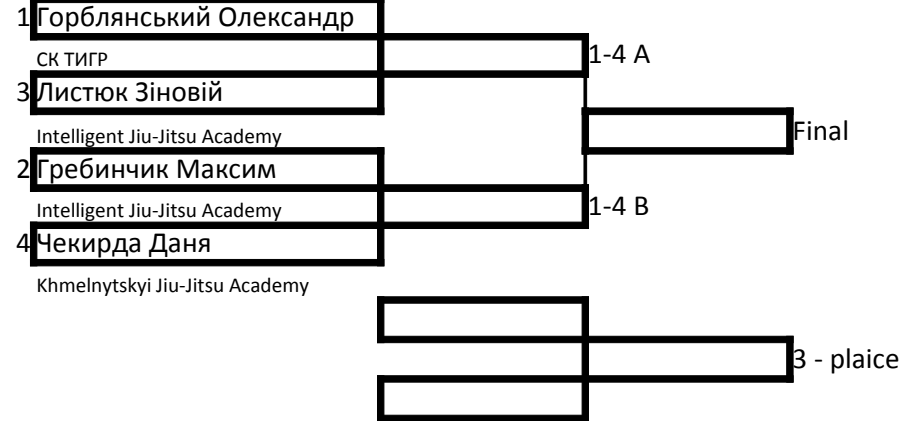 1 Горблянський Олександр
СК ТИГР
1-4 A
3 Листюк Зіновій
Intelligent Jiu-Jitsu Academy
Final
2 Гребинчик Максим
Intelligent Jiu-Jitsu Academy
1-4 B
4 Чекирда Даня
Khmelnytskyi Jiu-Jitsu Academy
3 - plaice